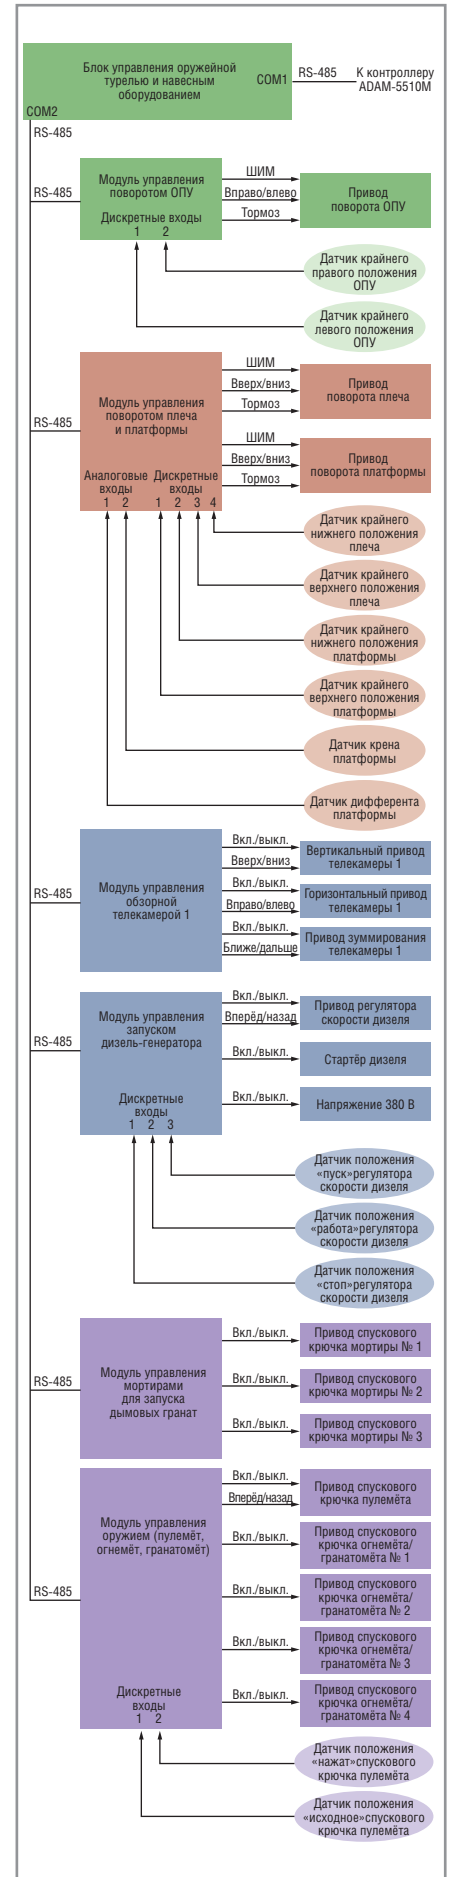 Блок управления оружейной
турелью и навесным
оборудованием
COM1
RS-485
К контроллеру
ADAM-5510M
COM2
RS-485
RS-485
Модуль управления
поворотом ОПУ
Дискретные входы
1 2
ШИМ
Вправо/влево
Тормоз
Привод
поворота ОПУ
Датчик крайнего
правого положения
ОПУ
Датчик крайнего
левого положения
ОПУ
RS-485
Модуль управления
поворотом плеча
и платформы
Аналоговые
входы
1 2
Дискретные
входы
1 2 3 4
ШИМ
Вверх/вниз
Тормоз
Привод
поворота плеча
ШИМ
Вверх/вниз
Тормоз
Привод
поворота платформы
Датчик крайнего
нижнего положения
плеча
Датчик крайнего
верхнего положения
плеча
Датчик крайнего
нижнего положения
платформы
Датчик крайнего
верхнего положения
платформы
Датчик крена
платформы
Датчик дифферента
платформы
RS-485
Модуль управления
обзорной
телекамерой 1
Вкл./выкл.
Вверх/вниз
Вертикальный привод
телекамеры 1
Вкл./выкл.
Вправо/влево
Горизонтальный привод
телекамеры 1
Вкл./выкл.
Ближе/дальше
Привод зуммирования
телекамеры 1
RS-485
Модуль управления
запуском
дизель-генератора
Дискретные
входы
1 2 3
Вкл./выкл.
Вперёд/назад
Привод регулятора
скорости дизеля
Вкл./выкл.
Стартёр дизеля
Вкл./выкл.
Напряжение 380 В
Датчик положения
«пуск»регулятора
скорости дизеля
Датчик положения
«работа»регулятора
скорости дизеля
Датчик положения
«стоп»регулятора
скорости дизеля
RS-485
Модуль управления
мортирами
для запуска
дымовых гранат
Вкл./выкл.
Привод спускового
крючка мортиры № 1
Вкл./выкл.
Привод спускового
крючка мортиры № 2
Вкл./выкл.
Привод спускового
крючка мортиры № 3
RS-485
Модуль управления
оружием (пулемёт,
огнемёт, гранатомёт)
Дискретные
входы
1 2
Вкл./выкл.
Вперёд/назад
Привод спускового
крючка пулемёта
Вкл./выкл.
Привод спускового
крючка огнемёта/
гранатомёта № 1
Вкл./выкл.
Привод спускового
крючка огнемёта/
гранатомёта № 2
Вкл./выкл.
Привод спускового
крючка огнемёта/
гранатомёта № 3
Вкл./выкл.
Привод спускового
крючка огнемёта/
гранатомёта № 4
Датчик положения
«нажат»спускового
крючка пулемёта
Датчик положения
«исходное»спускового
крючка пулемёта